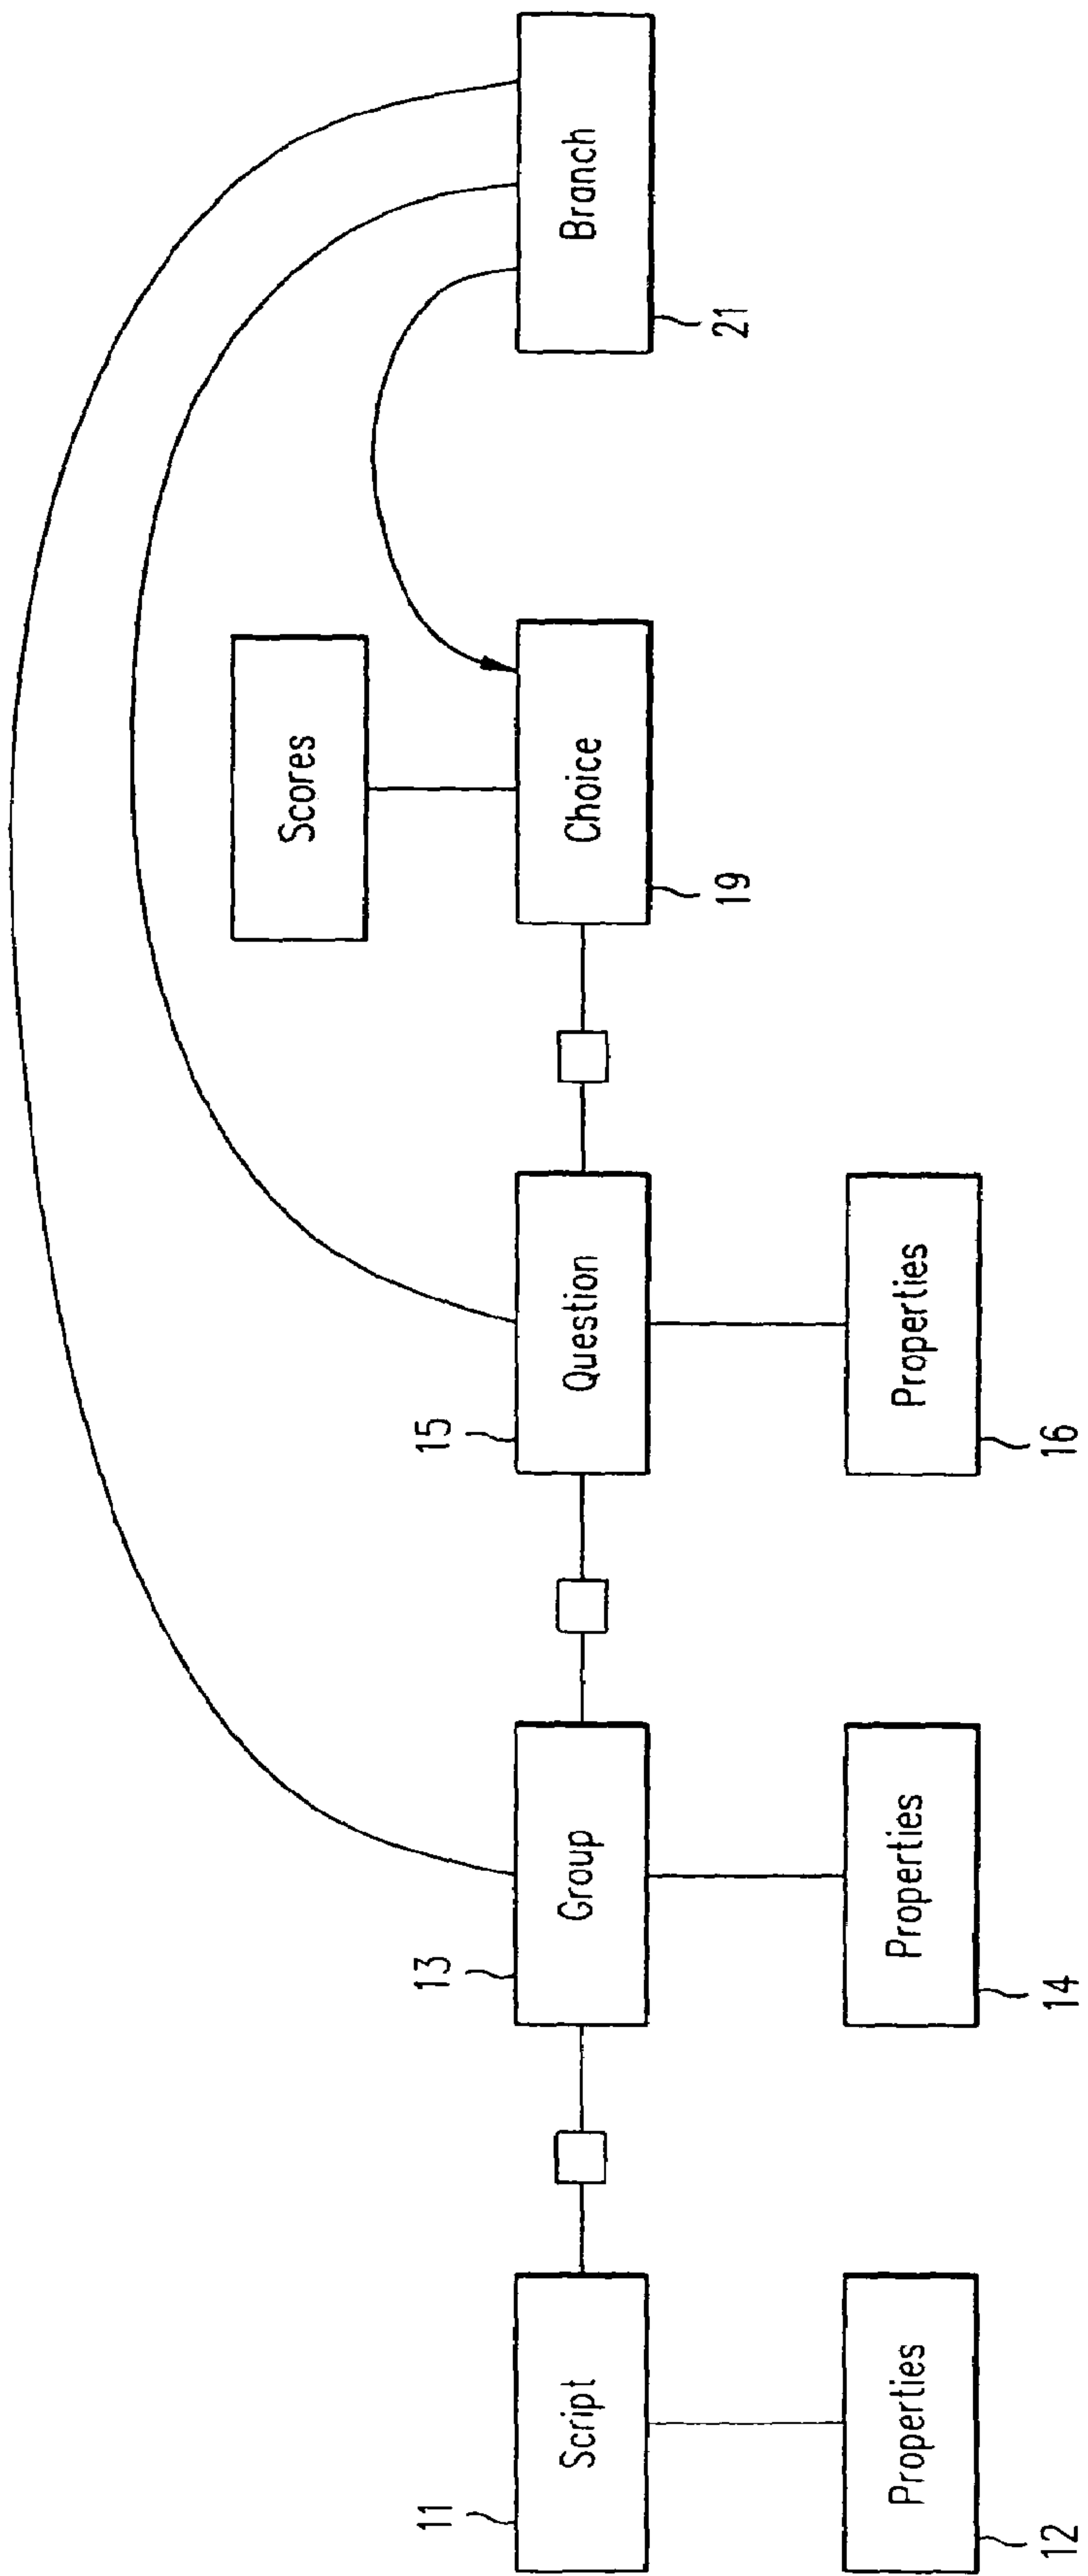 Scores
11
Script
13
Group
15
Question
Choice
19
Branch
21
Properties
12
Properties
14
Properties
16